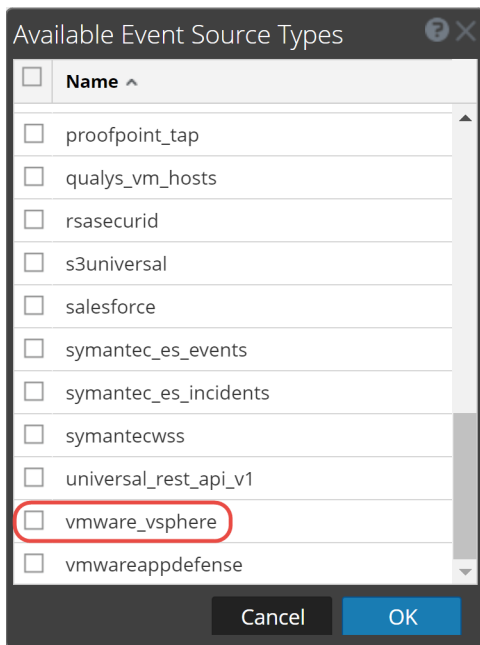 Available Event Source Types
Name
proofpoint_tap
qualys_vm_hosts
rsasecurid
s3universal
salesforce
symantec_es_events
symantec_es_incidents
symantecwss
universal_rest_api_v1
vmware_vsphere
vmwareappdefense
Cancel OK